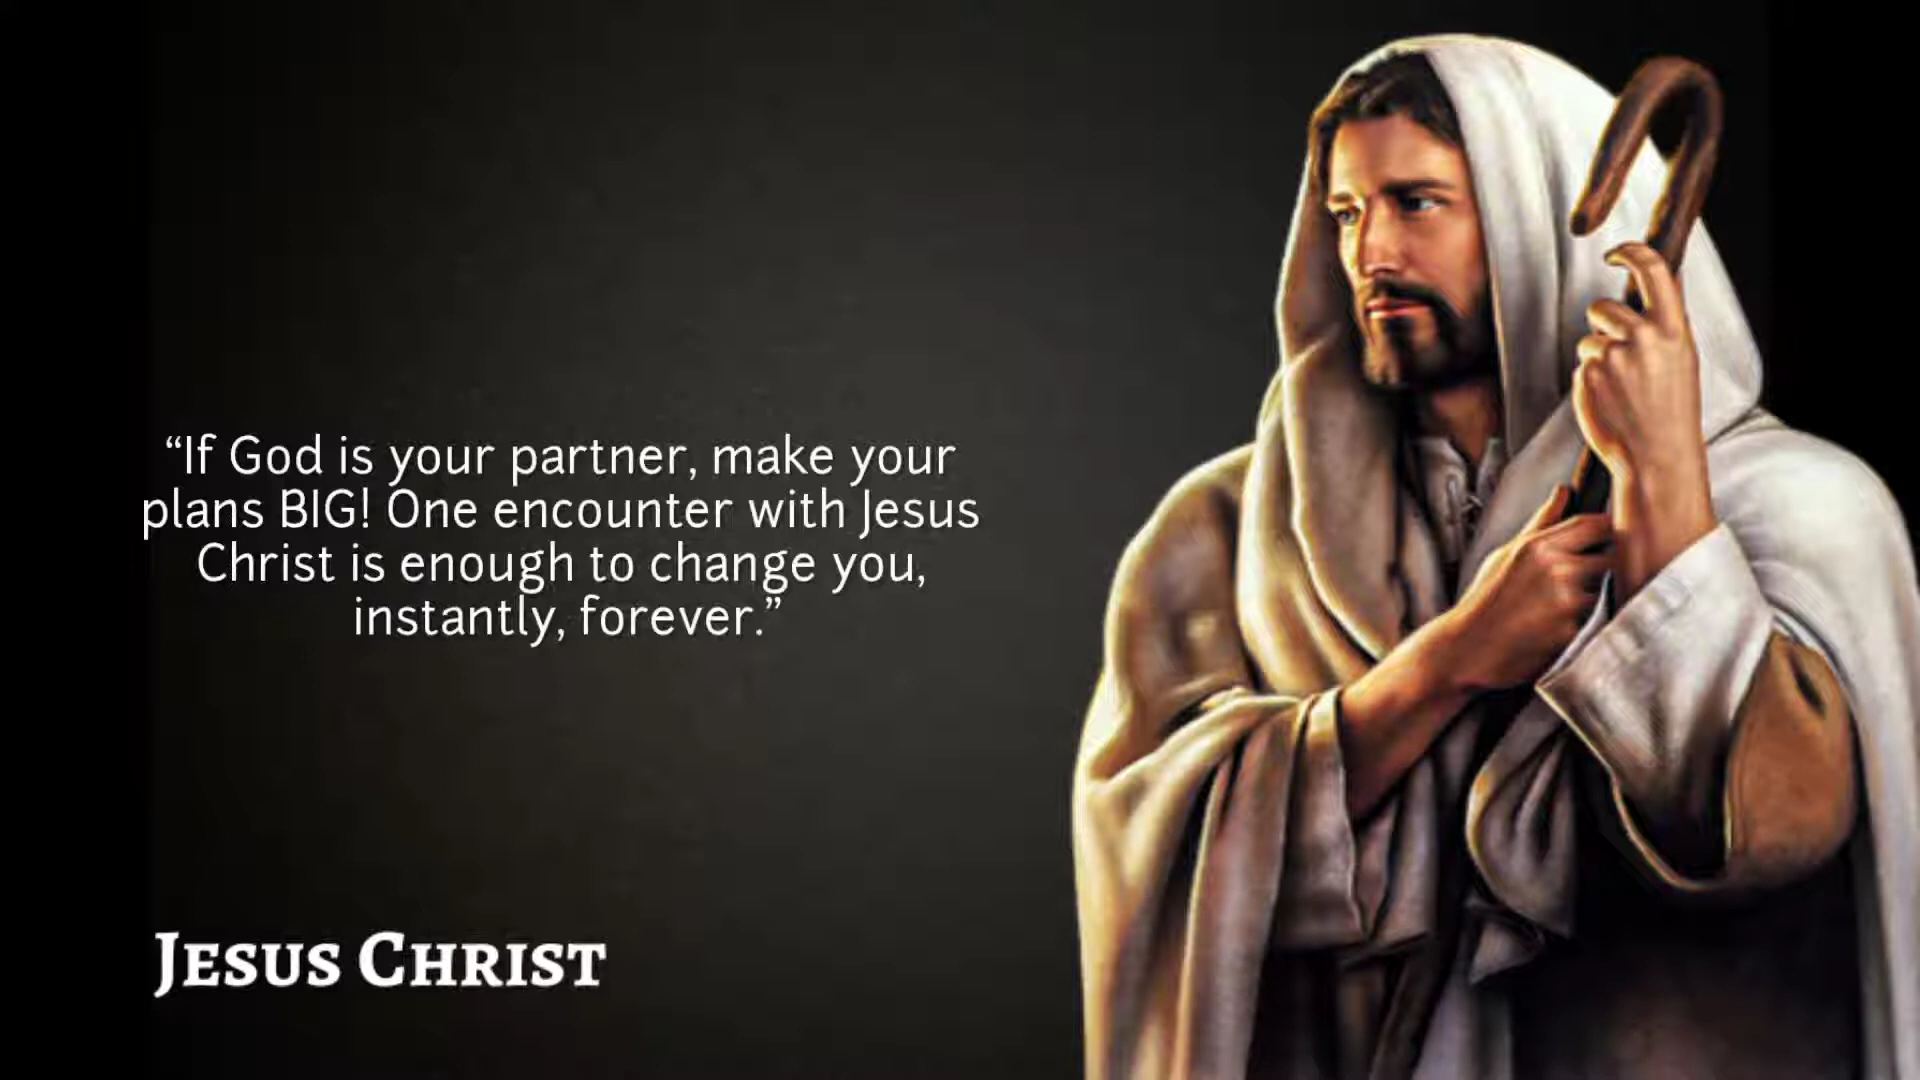 “If God is your partner, make your
plans BIG! One encounter with Jesus
Christ is enough to change you,
instantly, forever.”
Jesus Christ